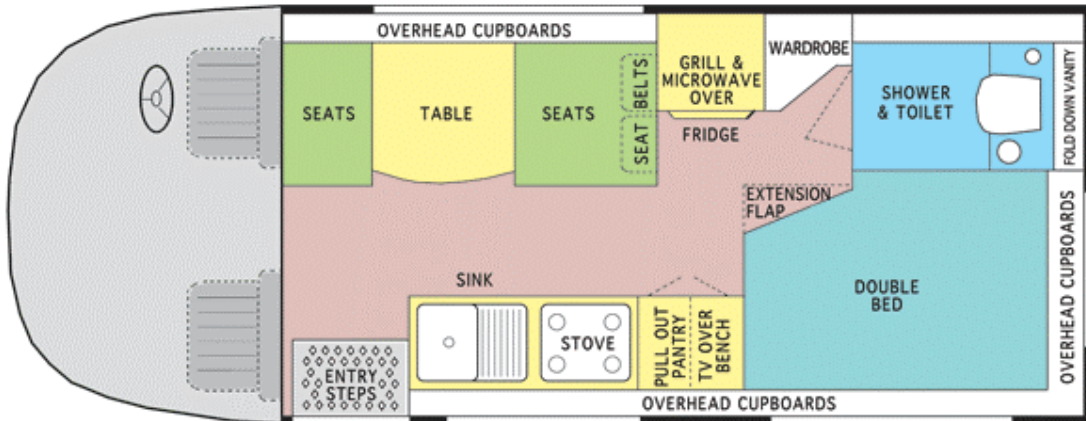 OVERHEAD CUPBOARDS
SEATS
TABLE
SEATS
SEAT BELTS
GRILL &
MICROWAVE
OVER
FRIDGE
WARDROBE
SHOWER
& TOILET
FOLD DOWN VANITY
EXTENSION
FLAP
DOUBLE
BED
OVERHEAD CUPBOARDS
SINK
STOVE
PULL OUT
PANTRY
TV OVER
BENCH
ENTRY
STEPS
OVERHEAD CUPBOARDS